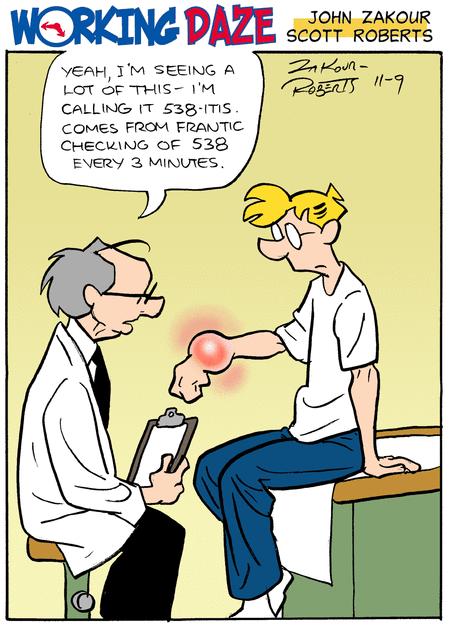 WORKING DAZE
JOHN ZAKOUR
SCOTT ROBERTS
YEAH, I'M SEEING A
LOT OF THIS - I'M
CALLING IT 538-ITIS.
COMES FROM FRANTIC
CHECKING OF 538
EVERY 3 MINUTES.
ZAKOUR-
ROBERTS 11-9